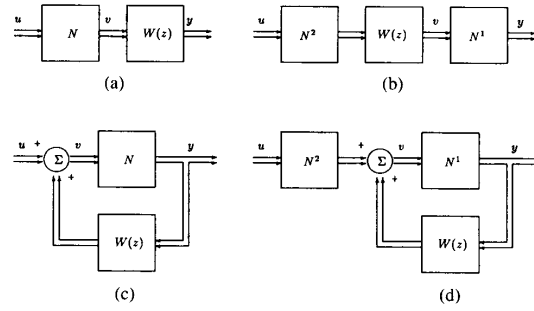 u N v W(z) y
u N² W(z) v N¹ y
(a) (b)
u + Σ + v N y
W(z)
(c)
u N² + Σ + v N¹ y
W(z)
(d)